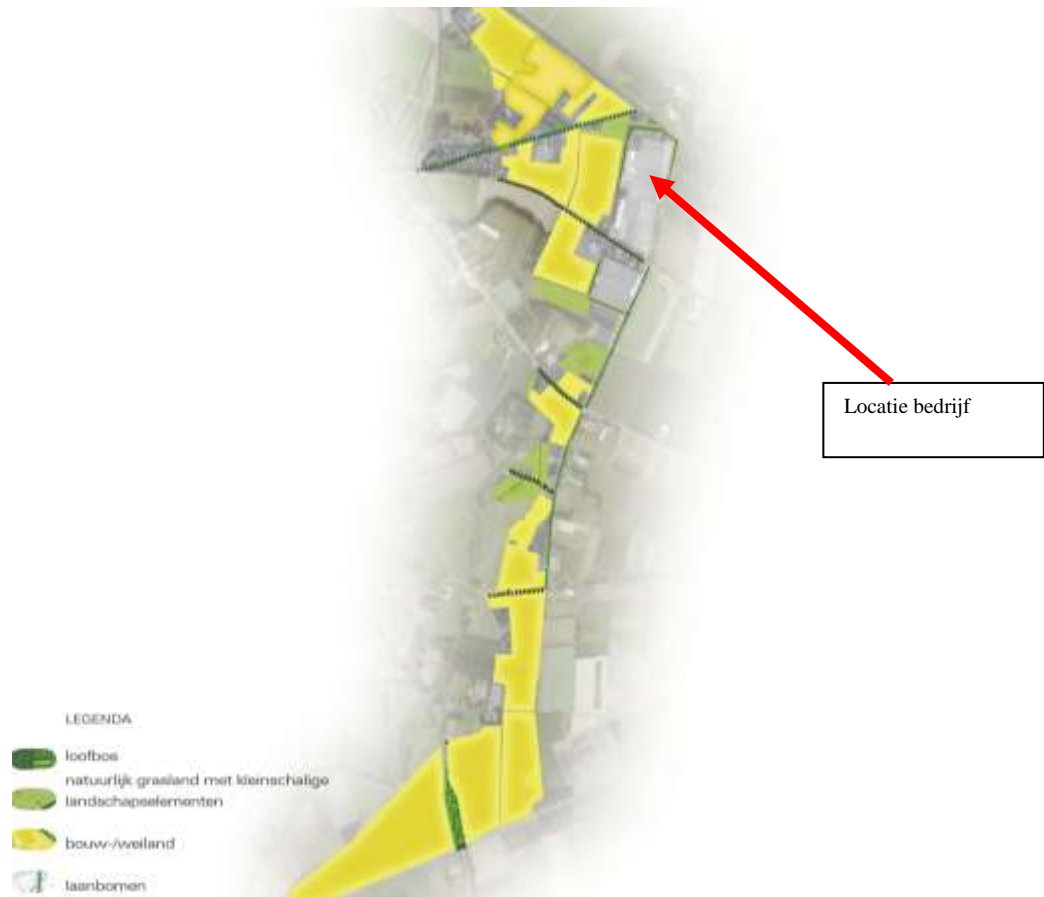 Locatie bedrijf
LEGENDA
loofbos
natuurlijk grasland met kleinschalige
landschapselementen
bouw-/weiland
laanbomen